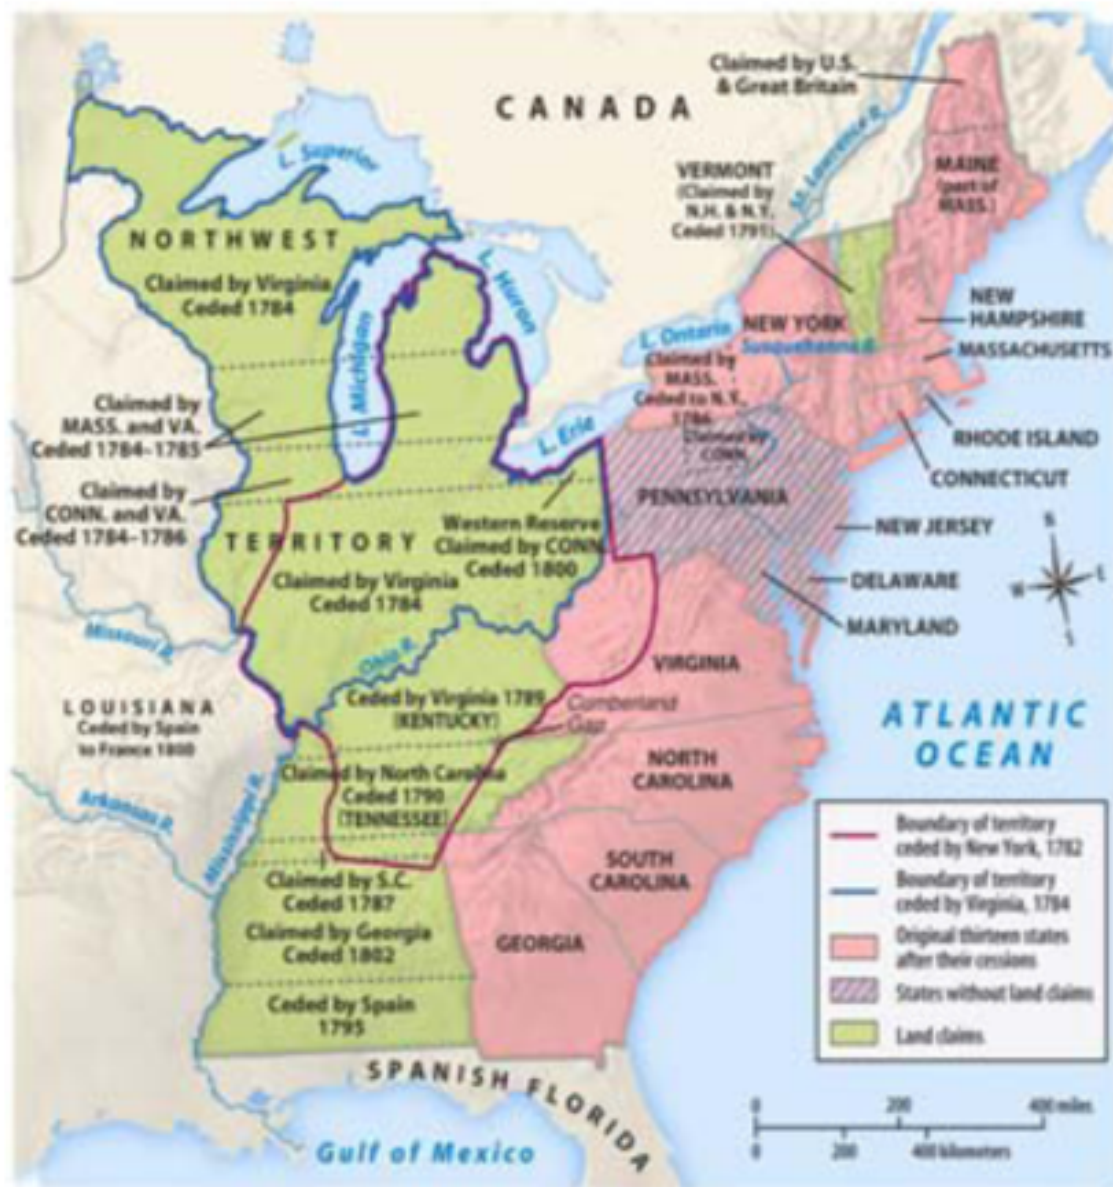 Claimed by U.S.
& Great Britain
CANADA
St. Lawrence R.
L. Superior
VERMONT
(Claimed by
N.H. & N.Y.
Ceded 1791)
MAINE
(part of
MASS.)
NORTHWEST
Claimed by Virginia
Ceded 1784
L. Huron
L. Michigan
L. Ontario
NEW YORK
Susquehanna R.
NEW
HAMPSHIRE
MASSACHUSETTS
Claimed by
MASS.
Ceded to N.Y.,
1786
Claimed by
MASS. AND VA.
Ceded 1784–1785
L. Erie
Claimed by
CONN.
RHODE ISLAND
CONNECTICUT
Claimed by
CONN. and VA.
Ceded 1784–1786
PENNSYLVANIA
NEW JERSEY
Western Reserve
Claimed by CONN.
Ceded 1800
TERRITORY
Claimed by Virginia
Ceded 1784
DELAWARE
MARYLAND
N
W
E
S
Missouri R.
Ohio R.
VIRGINIA
LOUISIANA
Ceded by Spain
to France 1800
Ceded by Virginia 1789
(KENTUCKY)
Cumberland
Gap
ATLANTIC
OCEAN
NORTH
CAROLINA
Claimed by North Carolina
Ceded 1790
(TENNESSEE)
Arkansas R.
Mississippi R.
SOUTH
CAROLINA
Claimed by S.C.
Ceded 1787
Claimed by Georgia
Ceded 1802
GEORGIA
Ceded by Spain
1795
SPANISH FLORIDA
Gulf of Mexico
Boundary of territory
ceded by New York, 1782
Boundary of territory
ceded by Virginia, 1784
Original thirteen states
after their cessions
States without land claims
Land claims
0 200 400 miles
0 200 400 kilometers